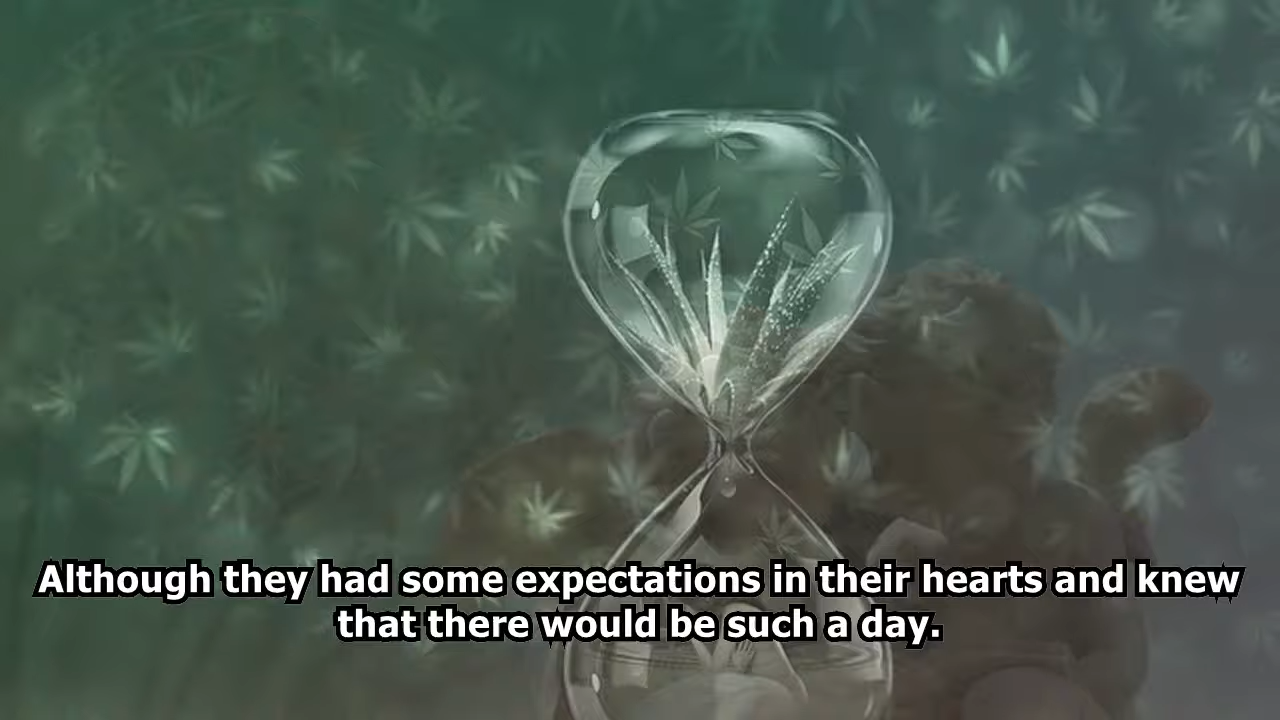 Although they had some expectations in their hearts and knew
that there would be such a day.